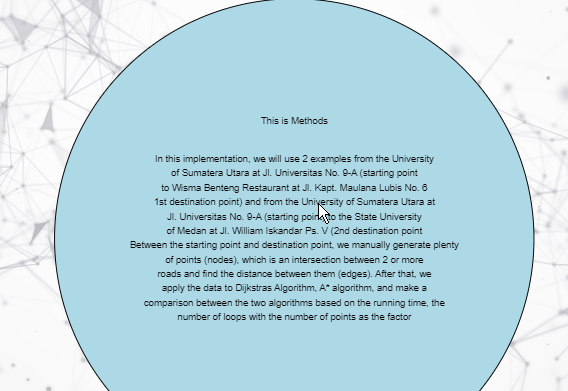 This is Methods
In this implementation, we will use 2 examples from the University
of Sumatera Utara at Jl. Universitas No. 9-A (starting point
to Wisma Benteng Restaurant at Jl. Kapt. Maulana Lubis No. 6
1st destination point) and from the University of Sumatera Utara at
Jl. Universitas No. 9-A (starting point to the State University
of Medan at Jl. William Iskandar Ps. V (2nd destination point
Between the starting point and destination point, we manually generate plenty
of points (nodes), which is an intersection between 2 or more
roads and find the distance between them (edges). After that, we
apply the data to Dijkstras Algorithm, A* algorithm, and make a
comparison between the two algorithms based on the running time, the
number of loops with the number of points as the factor